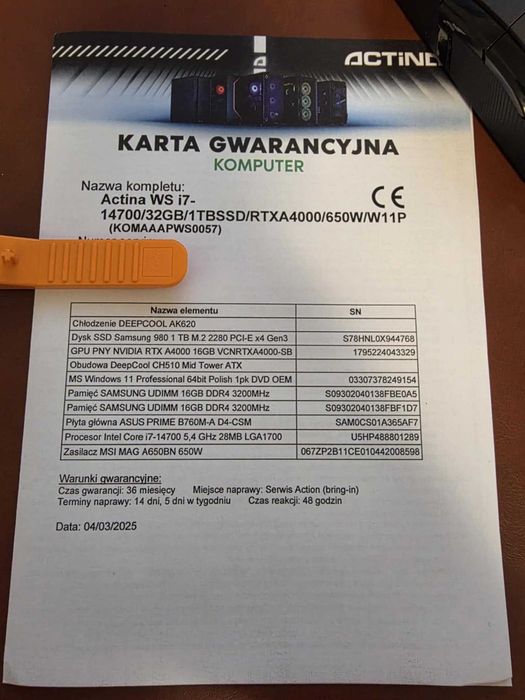 ACTINA
KARTA GWARANCYJNA
KOMPUTER
Nazwa kompletu:
Actina WS i7-
14700/32GB/1TBSSD/RTXA4000/650W/W11P
(KOMAAAPWS0057)
CE
Nazwa elementu SN
Chłodzenie DEEPCOOL AK620
Dysk SSD Samsung 980 1 TB M.2 2280 PCI-E x4 Gen3 S78HNL0X944768
GPU PNY NVIDIA RTX A4000 16GB VCNRTXA4000-SB 1795224043329
Obudowa DeepCool CH510 Mid Tower ATX
MS Windows 11 Professional 64bit Polish 1pk DVD OEM 03307378249154
Pamięć SAMSUNG UDIMM 16GB DDR4 3200MHz S09302040138FBE0A5
Pamięć SAMSUNG UDIMM 16GB DDR4 3200MHz S09302040138FBF1D7
Płyta główna ASUS PRIME B760M-A D4-CSM SAM0CS01A365AF7
Procesor Intel Core i7-14700 5,4 GHz 28MB LGA1700 U5HP488801289
Zasilacz MSI MAG A650BN 650W 067ZP2B11CE010442008598
Warunki gwarancyjne:
Czas gwarancji: 36 miesięcy Miejsce naprawy: Serwis Action (bring-in)
Terminy naprawy: 14 dni, 5 dni w tygodniu Czas reakcji: 48 godzin
Data: 04/03/2025